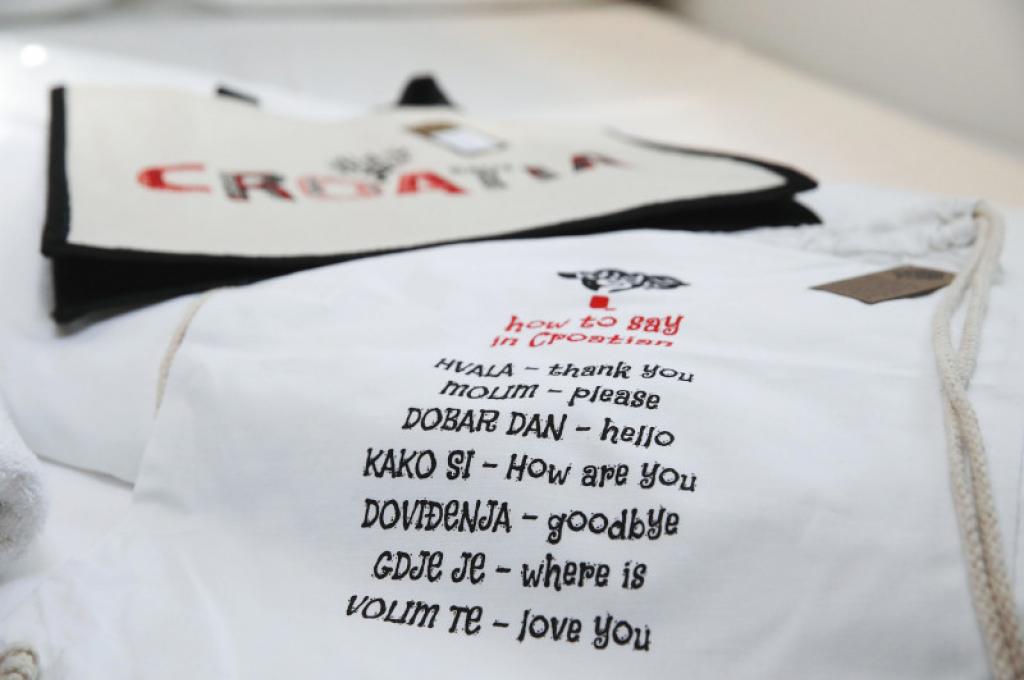 CROATIA
how to say
in Croatian
HVALA – thank you
MOLIM – please
DOBAR DAN – hello
KAKO SI – How are you
DOVIĐENJA – goodbye
GDJE JE – where is
VOLIM TE – love you